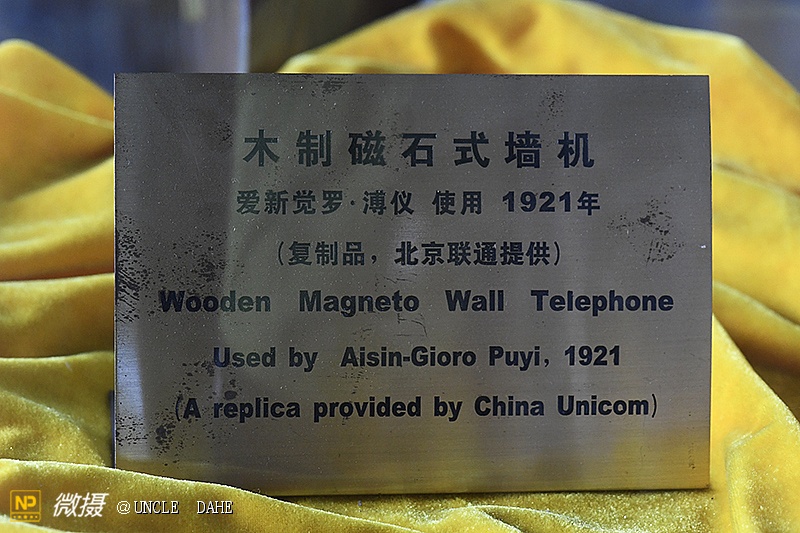 木制磁石式墙机
爱新觉罗·溥仪 使用 1921年
(复制品，北京联通提供)
Wooden Magneto Wall Telephone
Used by Aisin-Gioro Puyi, 1921
(A replica provided by China Unicom)
NP 微摄 @UNCLE DAHE